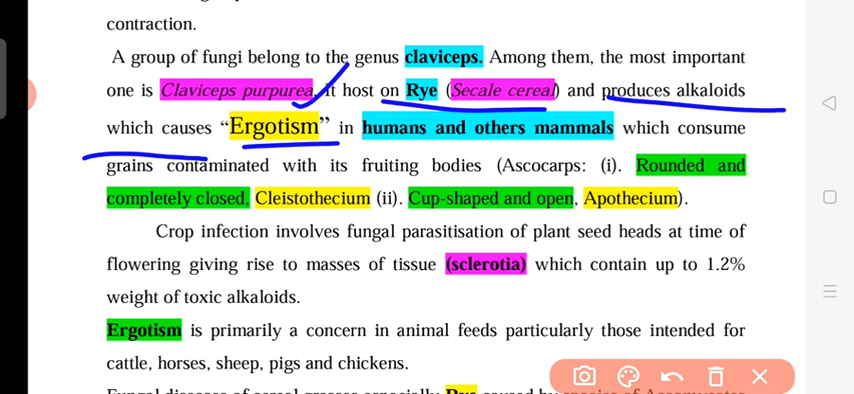 contraction.
A group of fungi belong to the genus claviceps. Among them, the most important
one is Claviceps purpurea. It host on Rye (Secale cereal) and produces alkaloids
which causes “Ergotism” in humans and others mammals which consume
grains contaminated with its fruiting bodies (Ascocarps: (i). Rounded and
completely closed, Cleistothecium (ii). Cup-shaped and open, Apothecium).
Crop infection involves fungal parasitisation of plant seed heads at time of
flowering giving rise to masses of tissue (sclerotia) which contain up to 1.2%
weight of toxic alkaloids.
Ergotism is primarily a concern in animal feeds particularly those intended for
cattle, horses, sheep, pigs and chickens.